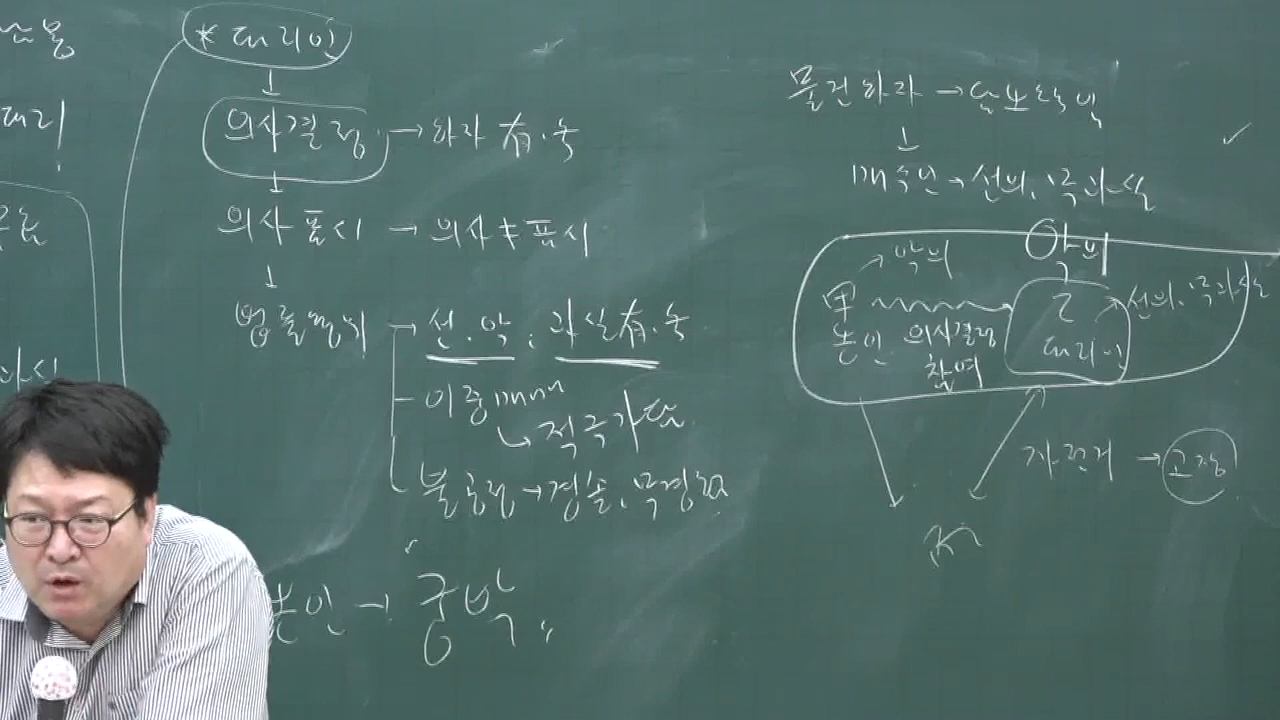 대리!
* 대리인
↓
의사결정 → 하자 有·무
↓
의사표시 → 의사≠표시
↓
법률행위 → 선·악, 과실有·무
이중매매
↳ 적극가담
불공정 → 경솔, 무경험
본인 → 궁박
물건하자 → 담보책임
↓
매수인 → 선의·무과실
악의
甲 → 악의
본인
의사결정
참여
乙 → 선의·무과실
대리인
자전거 → 고장
丙